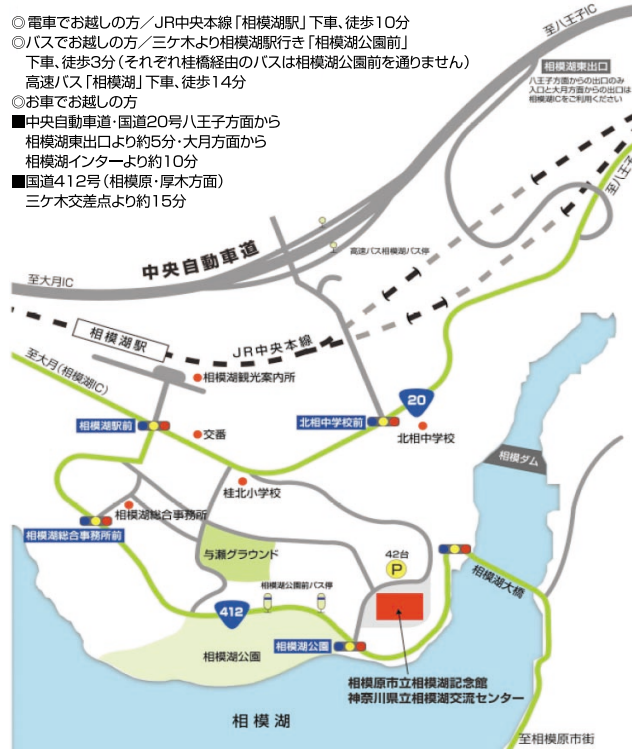 ◎電車でお越しの方／JR中央本線「相模湖駅」下車、徒歩10分
◎バスでお越しの方／三ケ木より相模湖駅行き「相模湖公園前」
下車、徒歩3分（それぞれ桂橋経由のバスは相模湖公園前を通りません）
高速バス「相模湖」下車、徒歩14分
◎お車でお越しの方
■中央自動車道・国道20号八王子方面から
相模湖東出口より約5分・大月方面から
相模湖インターより約10分
■国道412号（相模原・厚木方面）
三ケ木交差点より約15分
至八王子IC
相模湖東出口
八王子方面からの出口のみ
入口と大月方面からの出口は
相模湖ICをご利用ください
至八王子
高速バス相模湖バス停
中央自動車道
至大月IC
相模湖駅
JR中央本線
至大月（相模湖IC）
相模湖観光案内所
20
相模湖駅前
交番
北相中学校前
北相中学校
相模ダム
桂北小学校
相模湖総合事務所
相模湖総合事務所前
与瀬グラウンド
42台
P
相模湖大橋
相模湖公園前バス停
412
相模湖公園
相模湖公園
相模原市立相模湖記念館
神奈川県立相模湖交流センター
相模湖
至相模原市街